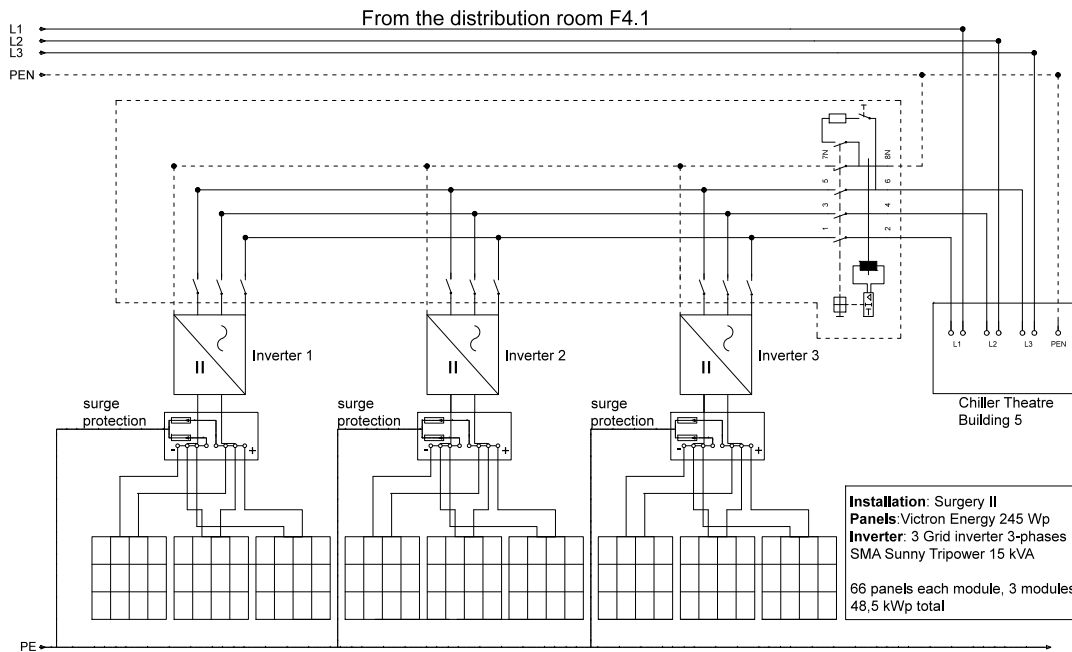 From the distribution room F4.1
L1
L2
L3
PEN
7N 8N
5 6
3 4
1 2
II Inverter 1
II Inverter 2
II Inverter 3
L1 L2 L3 PEN
Chiller Theatre
Building 5
surge
protection
- +
surge
protection
- +
surge
protection
- +
Installation: Surgery II
Panels:Victron Energy 245 Wp
Inverter: 3 Grid inverter 3-phases
SMA Sunny Tripower 15 kVA
66 panels each module, 3 modules
48,5 kWp total
PE